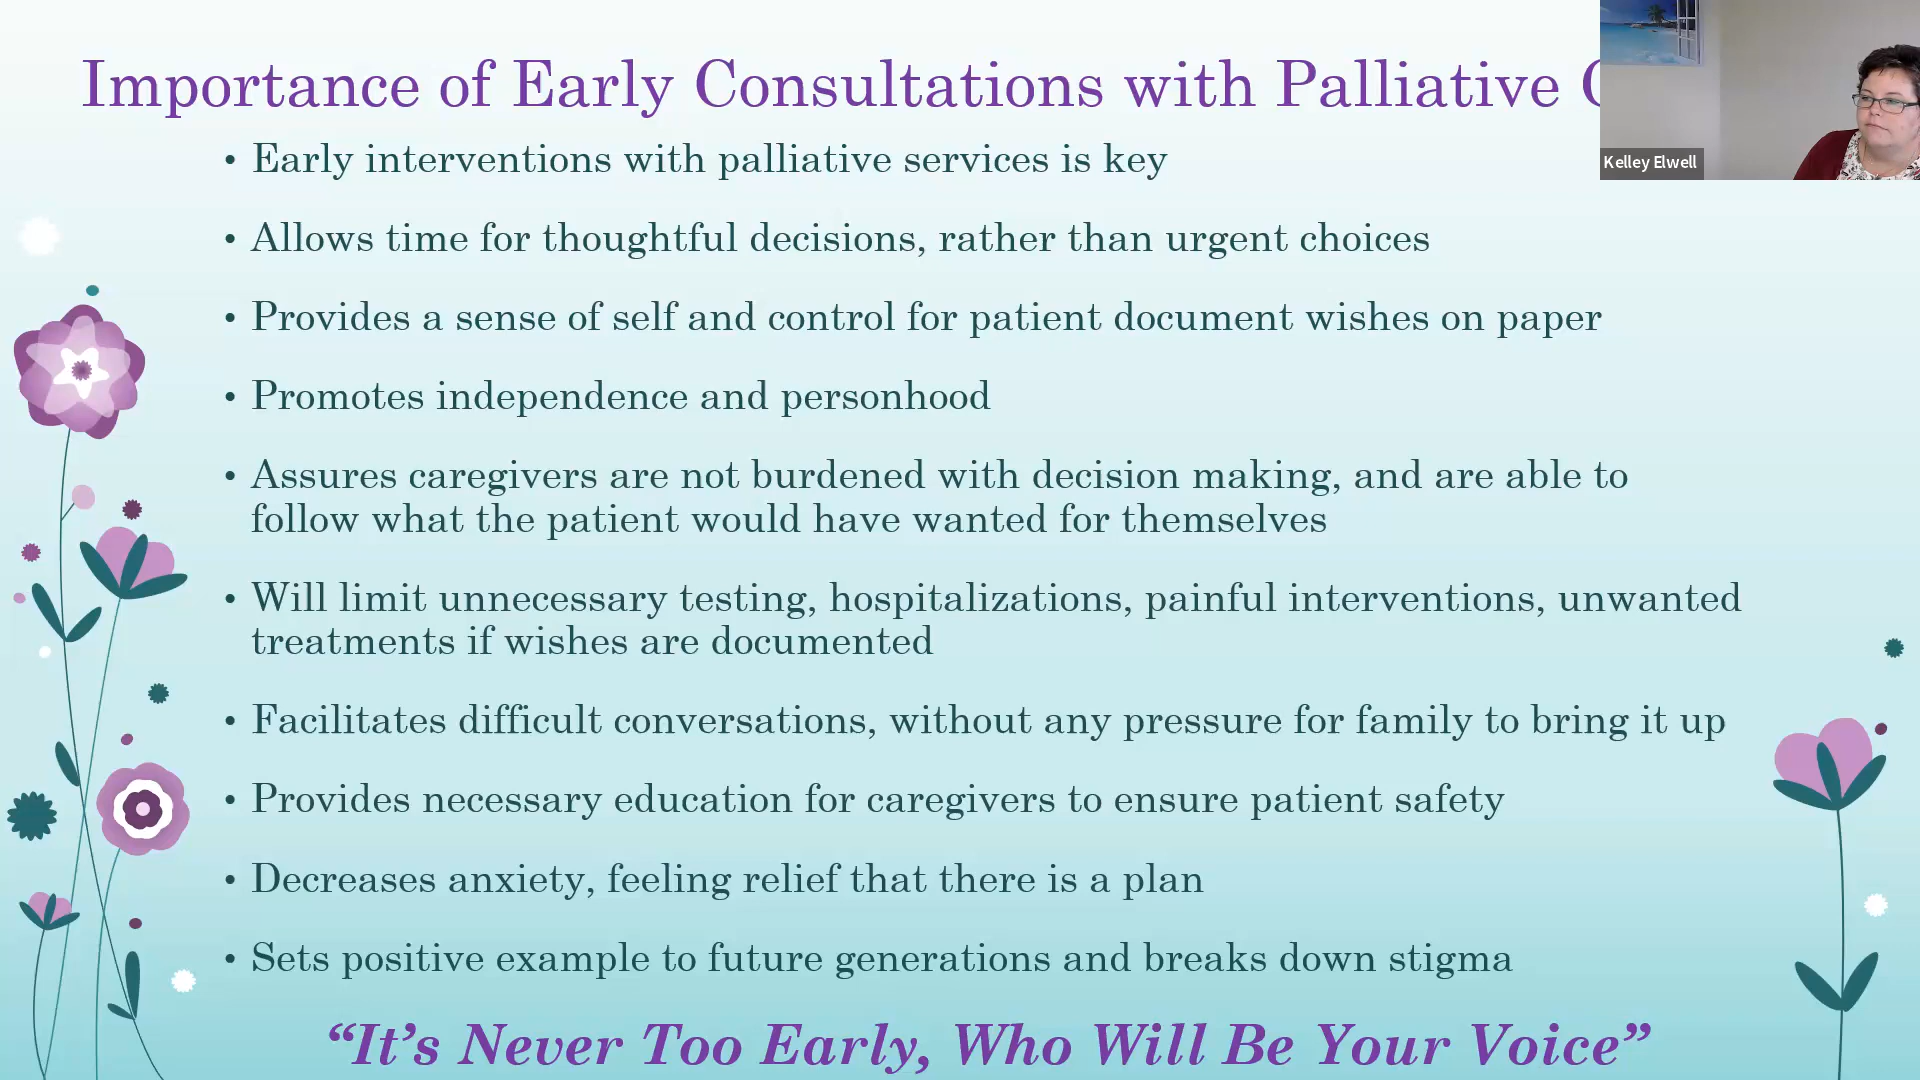 Importance of Early Consultations with Palliative
Kelley Elwell
• Early interventions with palliative services is key
• Allows time for thoughtful decisions, rather than urgent choices
• Provides a sense of self and control for patient document wishes on paper
• Promotes independence and personhood
• Assures caregivers are not burdened with decision making, and are able to
follow what the patient would have wanted for themselves
• Will limit unnecessary testing, hospitalizations, painful interventions, unwanted
treatments if wishes are documented
• Facilitates difficult conversations, without any pressure for family to bring it up
• Provides necessary education for caregivers to ensure patient safety
• Decreases anxiety, feeling relief that there is a plan
• Sets positive example to future generations and breaks down stigma
“It’s Never Too Early, Who Will Be Your Voice”